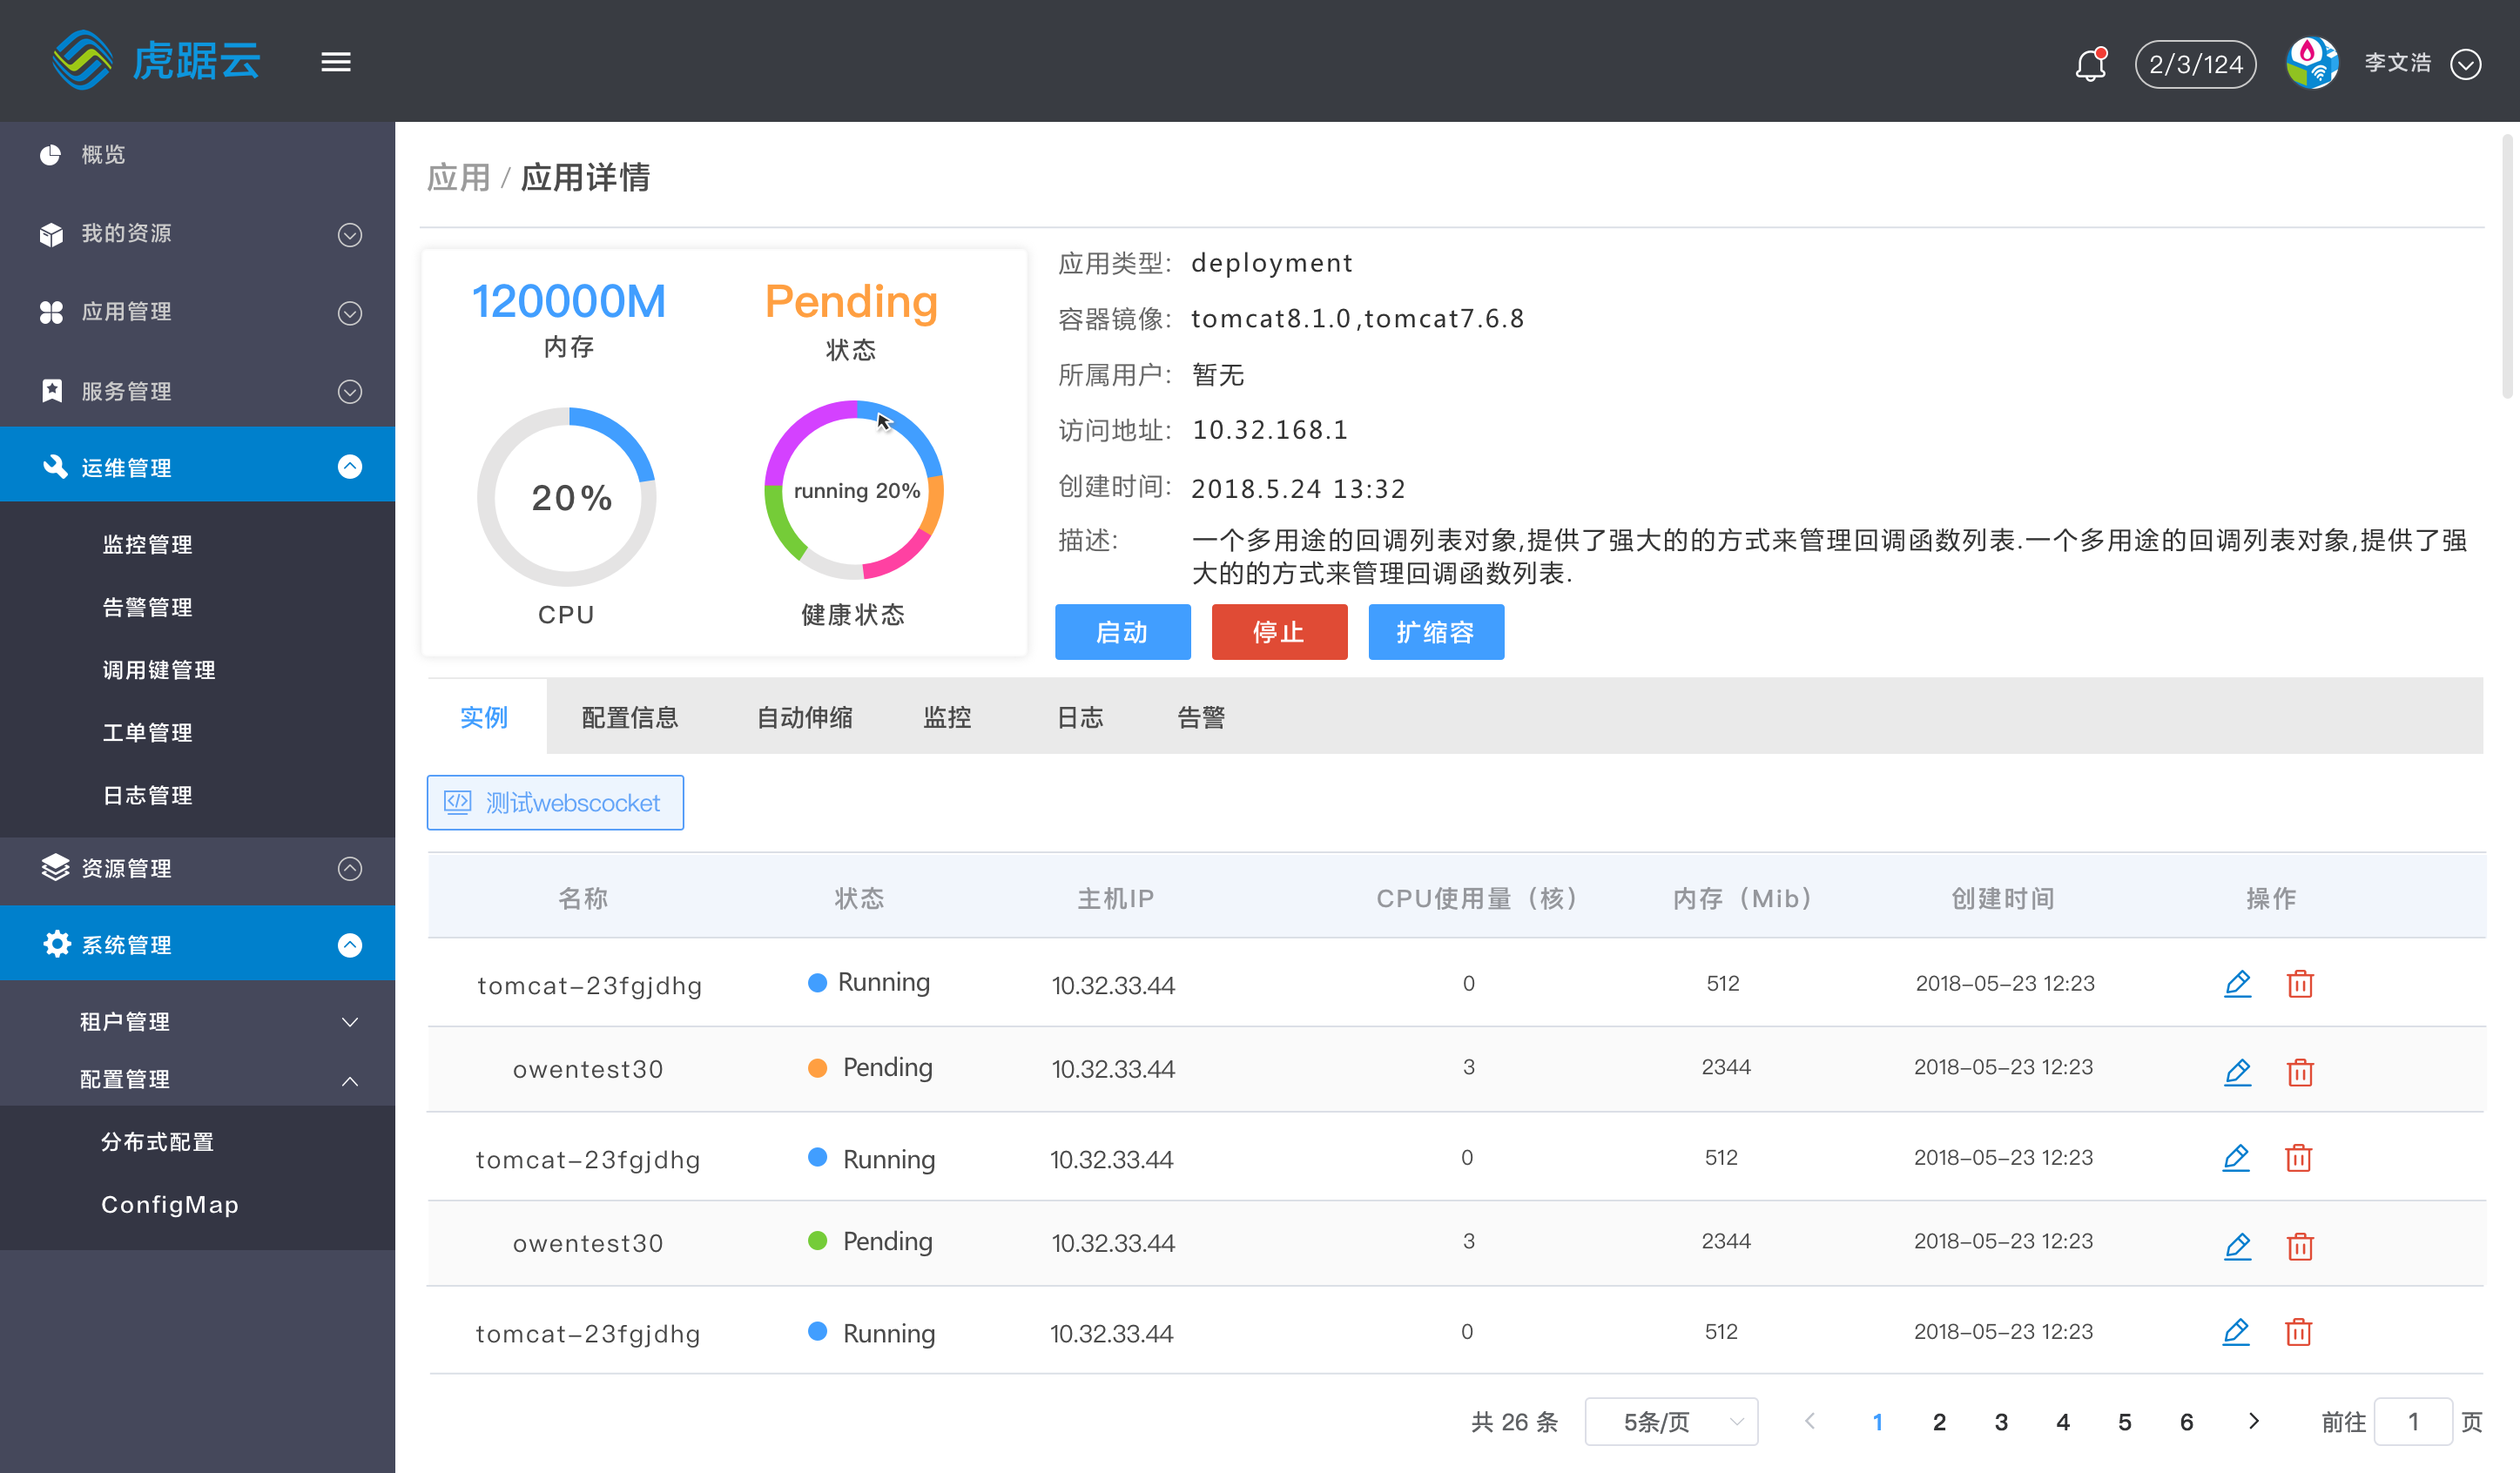 虎踞云
2/3/124
李文浩
概览
我的资源
应用管理
服务管理
运维管理
监控管理
告警管理
调用键管理
工单管理
日志管理
资源管理
系统管理
租户管理
配置管理
分布式配置
ConfigMap
应用 / 应用详情
120000M
内存
Pending
状态
20%
CPU
running 20%
健康状态
应用类型: deployment
容器镜像: tomcat8.1.0,tomcat7.6.8
所属用户: 暂无
访问地址: 10.32.168.1
创建时间: 2018.5.24 13:32
描述: 一个多用途的回调列表对象,提供了强大的的方式来管理回调函数列表.一个多用途的回调列表对象,提供了强
大的的方式来管理回调函数列表.
启动 停止 扩缩容
实例 配置信息 自动伸缩 监控 日志 告警
测试webscocket
名称 状态 主机IP CPU使用量（核） 内存（Mib） 创建时间 操作
tomcat-23fgjdhg Running 10.32.33.44 0 512 2018-05-23 12:23
owentest30 Pending 10.32.33.44 3 2344 2018-05-23 12:23
tomcat-23fgjdhg Running 10.32.33.44 0 512 2018-05-23 12:23
owentest30 Pending 10.32.33.44 3 2344 2018-05-23 12:23
tomcat-23fgjdhg Running 10.32.33.44 0 512 2018-05-23 12:23
共 26 条 5条/页 1 2 3 4 5 6 前往 1 页